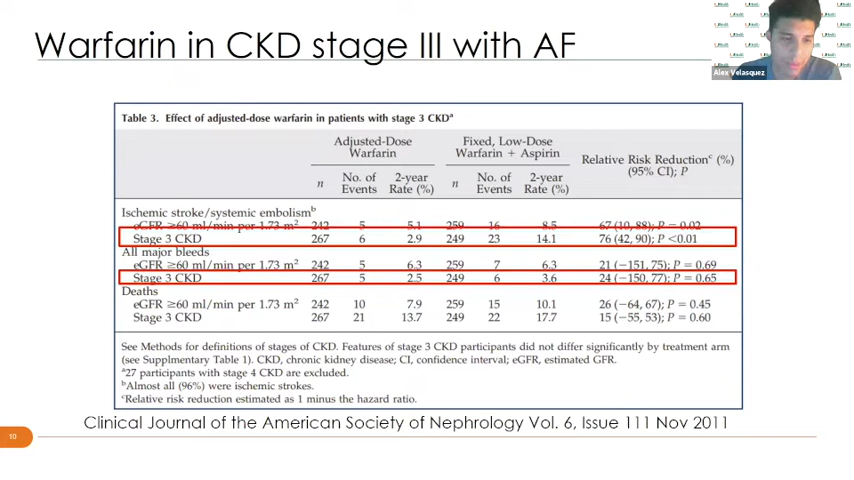 Warfarin in CKD stage III with AF
Alex Velasquez
Table 3. Effect of adjusted-dose warfarin in patients with stage 3 CKDᵃ
Adjusted-Dose Warfarin
Fixed, Low-Dose Warfarin + Aspirin
Relative Risk Reductionᶜ (%) (95% CI); P
n No. of Events 2-year Rate (%) n No. of Events 2-year Rate (%)
Ischemic stroke/systemic embolismᵇ
eGFR ≥60 ml/min per 1.73 m² 242 5 5.1 259 16 8.5 67 (10, 88); P = 0.02
Stage 3 CKD 267 6 2.9 249 23 14.1 76 (42, 90); P <0.01
All major bleeds
eGFR ≥60 ml/min per 1.73 m² 242 5 6.3 259 7 6.3 21 (−151, 75); P = 0.69
Stage 3 CKD 267 5 2.5 249 6 3.6 24 (−150, 77); P = 0.65
Deaths
eGFR ≥60 ml/min per 1.73 m² 242 10 7.9 259 15 10.1 26 (−64, 67); P = 0.45
Stage 3 CKD 267 21 13.7 249 22 17.7 15 (−55, 53); P = 0.60
See Methods for definitions of stages of CKD. Features of stage 3 CKD participants did not differ significantly by treatment arm
(see Supplmentary Table 1). CKD, chronic kidney disease; CI, confidence interval; eGFR, estimated GFR.
ᵃ27 participants with stage 4 CKD are excluded.
ᵇAlmost all (96%) were ischemic strokes.
ᶜRelative risk reduction estimated as 1 minus the hazard ratio.
Clinical Journal of the American Society of Nephrology Vol. 6, Issue 111 Nov 2011
10